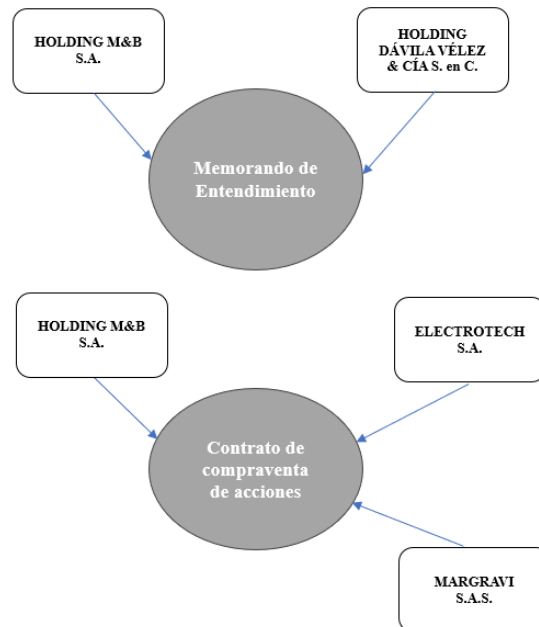 HOLDING M&B
S.A.
HOLDING
DÁVILA VÉLEZ
& CÍA S. en C.
Memorando de
Entendimiento
HOLDING M&B
S.A.
ELECTROTECH
S.A.
Contrato de
compraventa
de acciones
MARGRAVI
S.A.S.